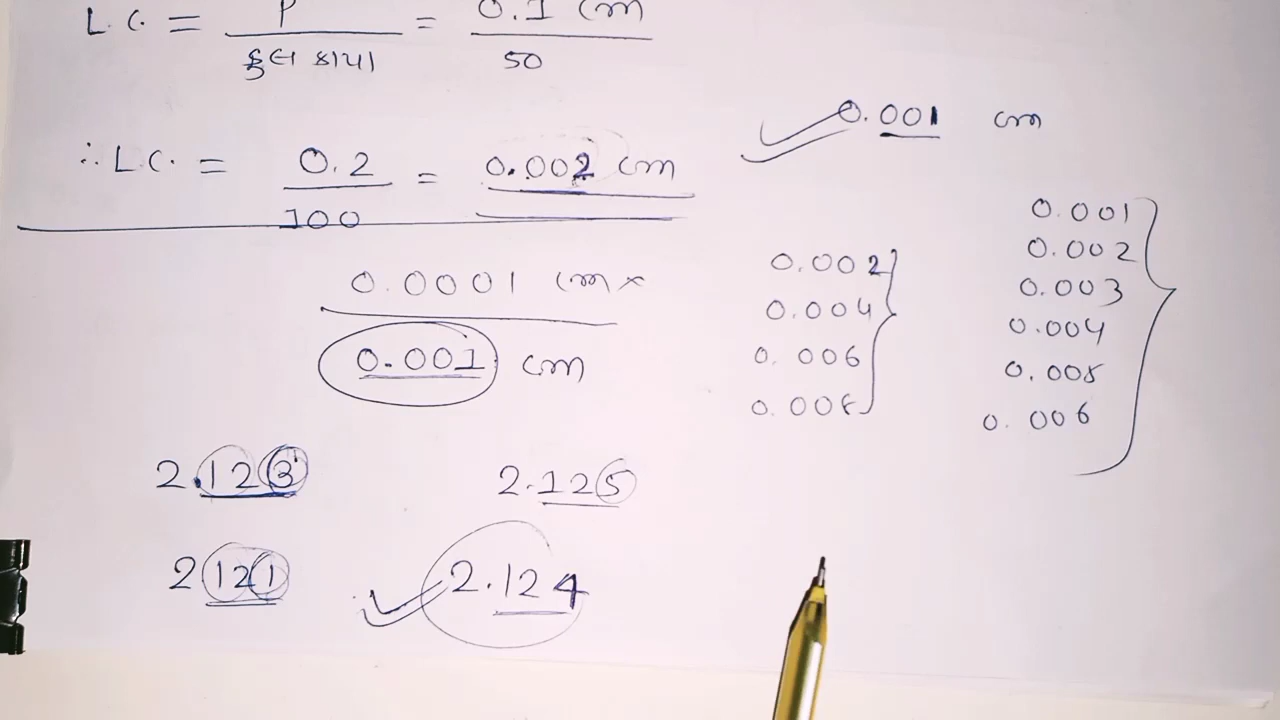 L.C. = P / કુલ કાપા = 0.1 cm / 50
∴ L.C. = 0.2 / 100 = 0.002 cm
0.0001 cm ×
0.001 cm
2.123
2.125
2 121
2.124
0.001 cm
0.002
0.004
0.006
0.008
0.001
0.002
0.003
0.004
0.005
0.006